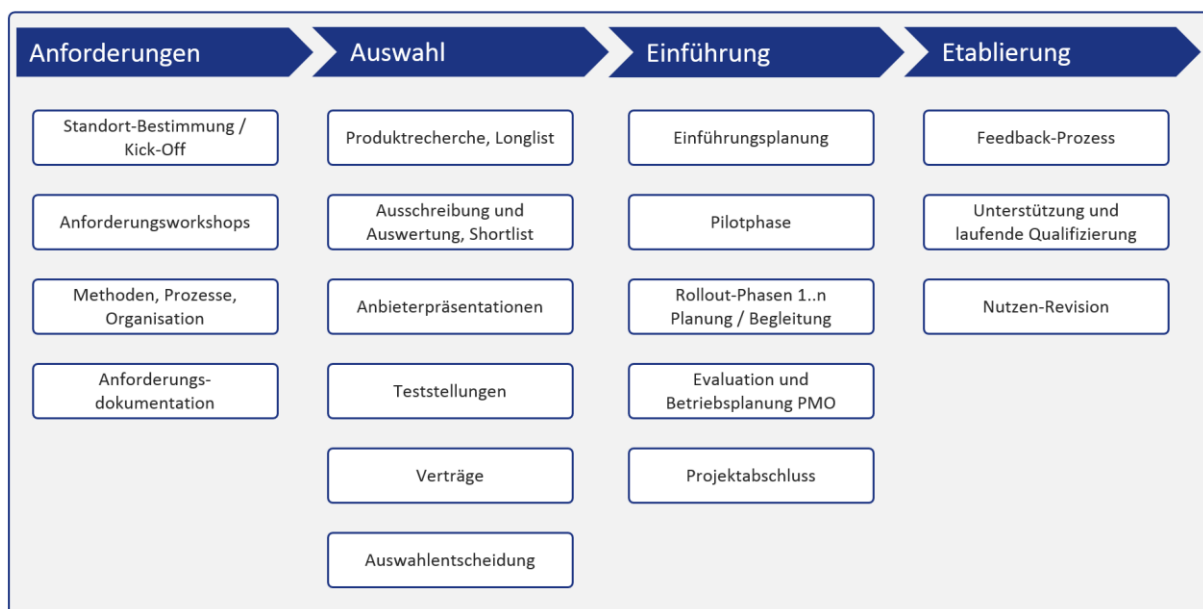 Anforderungen
Auswahl
Einführung
Etablierung
Standort-Bestimmung /
Kick-Off
Anforderungsworkshops
Methoden, Prozesse,
Organisation
Anforderungs-
dokumentation
Produktrecherche, Longlist
Ausschreibung und
Auswertung, Shortlist
Anbieterpräsentationen
Teststellungen
Verträge
Auswahlentscheidung
Einführungsplanung
Pilotphase
Rollout-Phasen 1..n
Planung / Begleitung
Evaluation und
Betriebsplanung PMO
Projektabschluss
Feedback-Prozess
Unterstützung und
laufende Qualifizierung
Nutzen-Revision